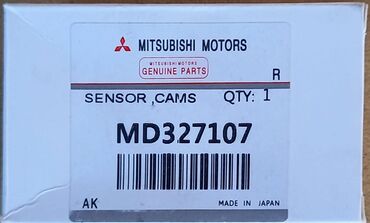 MITSUBISHI MOTORS
MITSUBISHI MOTORS
GENUINE PARTS
R
SENSOR ,CAMS QTY: 1
MD327107
AK MADE IN JAPAN